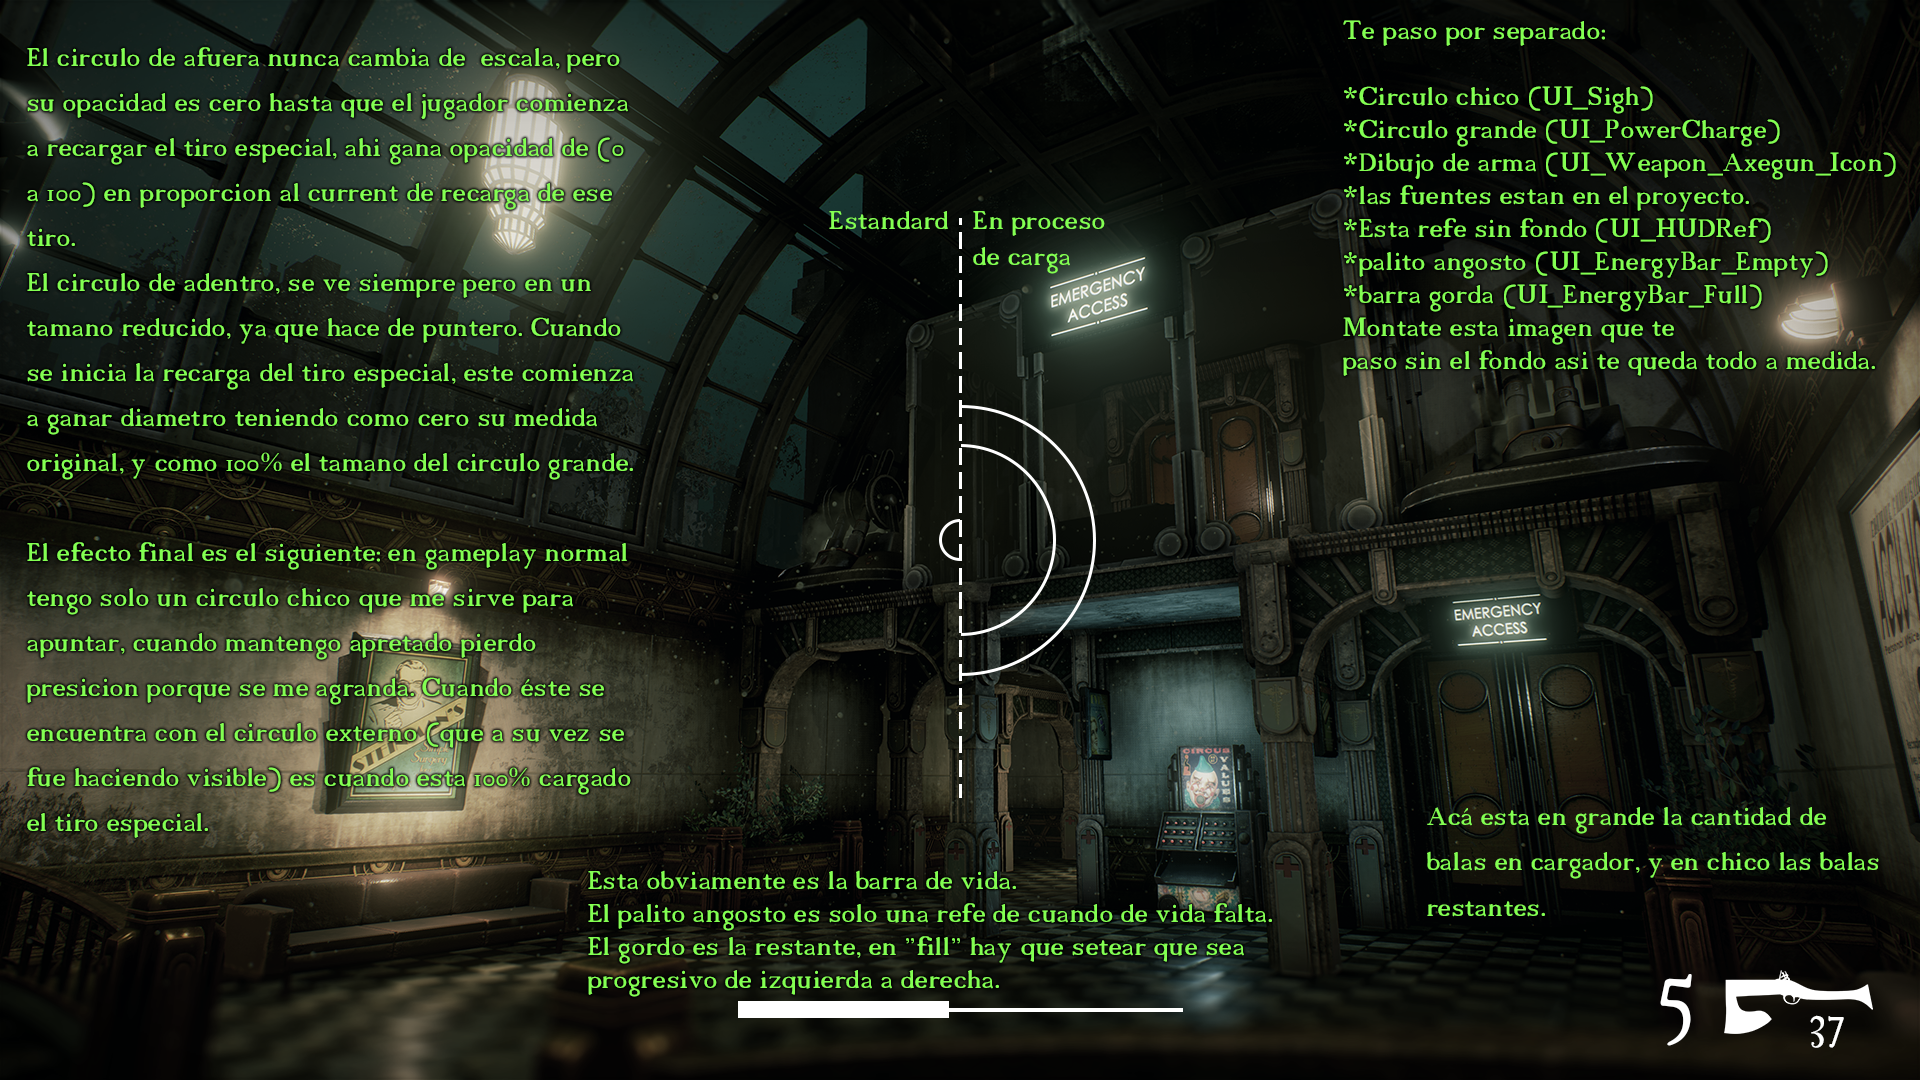 El circulo de afuera nunca cambia de  escala, pero
su opacidad es cero hasta que el jugador comienza
a recargar el tiro especial, ahi gana opacidad de (0
a 100) en proporcion al current de recarga de ese
tiro.
El circulo de adentro, se ve siempre pero en un
tamano reducido, ya que hace de puntero. Cuando
se inicia la recarga del tiro especial, este comienza
a ganar diametro teniendo como cero su medida
original, y como 100% el tamano del circulo grande.
El efecto final es el siguiente: en gameplay normal
tengo solo un circulo chico que me sirve para
apuntar, cuando mantengo apretado pierdo
presicion porque se me agranda. Cuando éste se
encuentra con el circulo externo (que a su vez se
fue haciendo visible) es cuando esta 100% cargado
el tiro especial.
Estandard
En proceso
de carga
EMERGENCY
ACCESS
Te paso por separado:
*Circulo chico (UI_Sigh)
*Circulo grande (UI_PowerCharge)
*Dibujo de arma (UI_Weapon_Axegun_Icon)
*las fuentes estan en el proyecto.
*Esta refe sin fondo (UI_HUDRef)
*palito angosto (UI_EnergyBar_Empty)
*barra gorda (UI_EnergyBar_Full)
Montate esta imagen que te
paso sin el fondo asi te queda todo a medida.
EMERGENCY
ACCESS
CIRCUS
VALUES
Acá esta en grande la cantidad de
balas en cargador, y en chico las balas
restantes.
Esta obviamente es la barra de vida.
El palito angosto es solo una refe de cuando de vida falta.
El gordo es la restante, en "fill" hay que setear que sea
progresivo de izquierda a derecha.
5
37